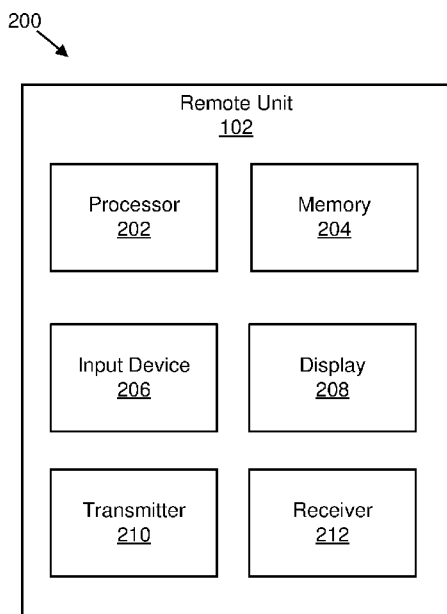 200
Remote Unit
102
Processor
202
Memory
204
Input Device
206
Display
208
Transmitter
210
Receiver
212